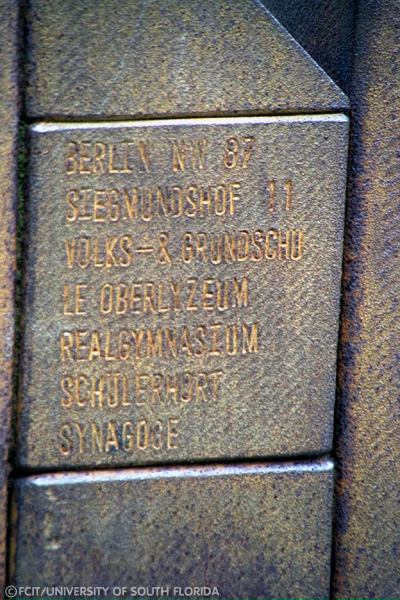 BERLIN NW 87
SIEGMUNDSHOF 11
VOLKS-& GRUNDSCHU
LE OBERLYZEUM
REALGYMNASIUM
SCHÜLERHORT
SYNAGOGE
©FCIT/UNIVERSITY OF SOUTH FLORIDA